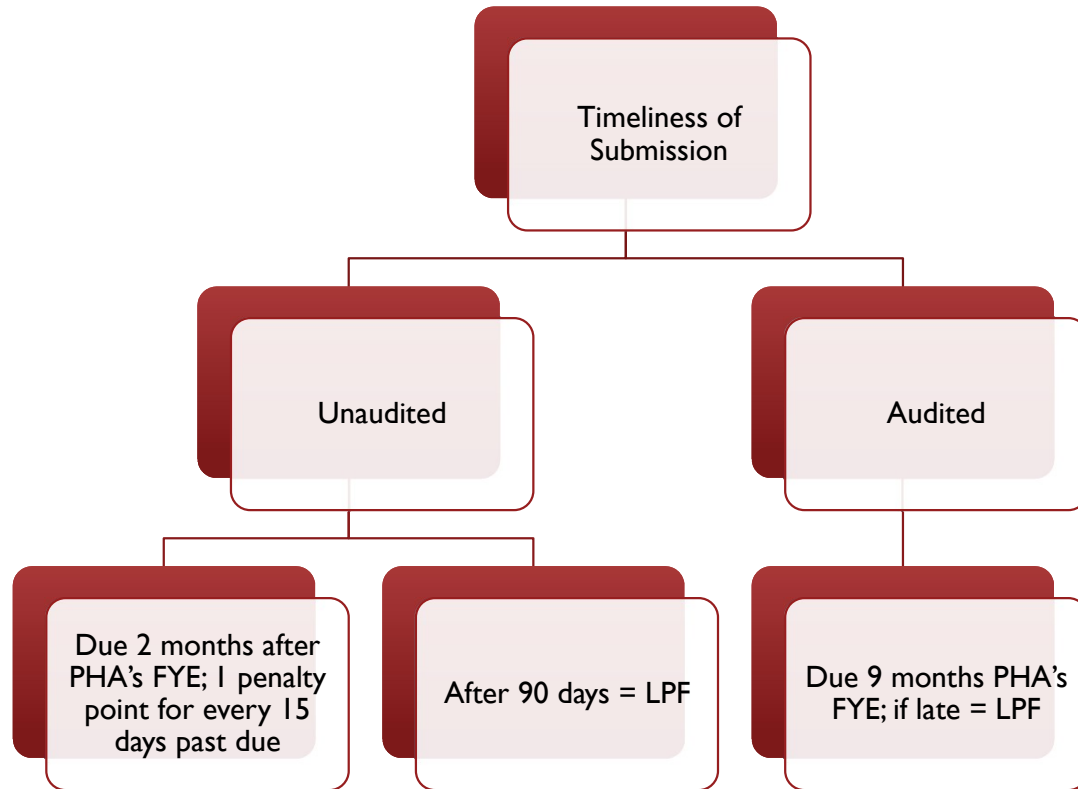 Timeliness of
Submission
Unaudited
Audited
Due 2 months after
PHA’s FYE; 1 penalty
point for every 15
days past due
After 90 days = LPF
Due 9 months PHA’s
FYE; if late = LPF